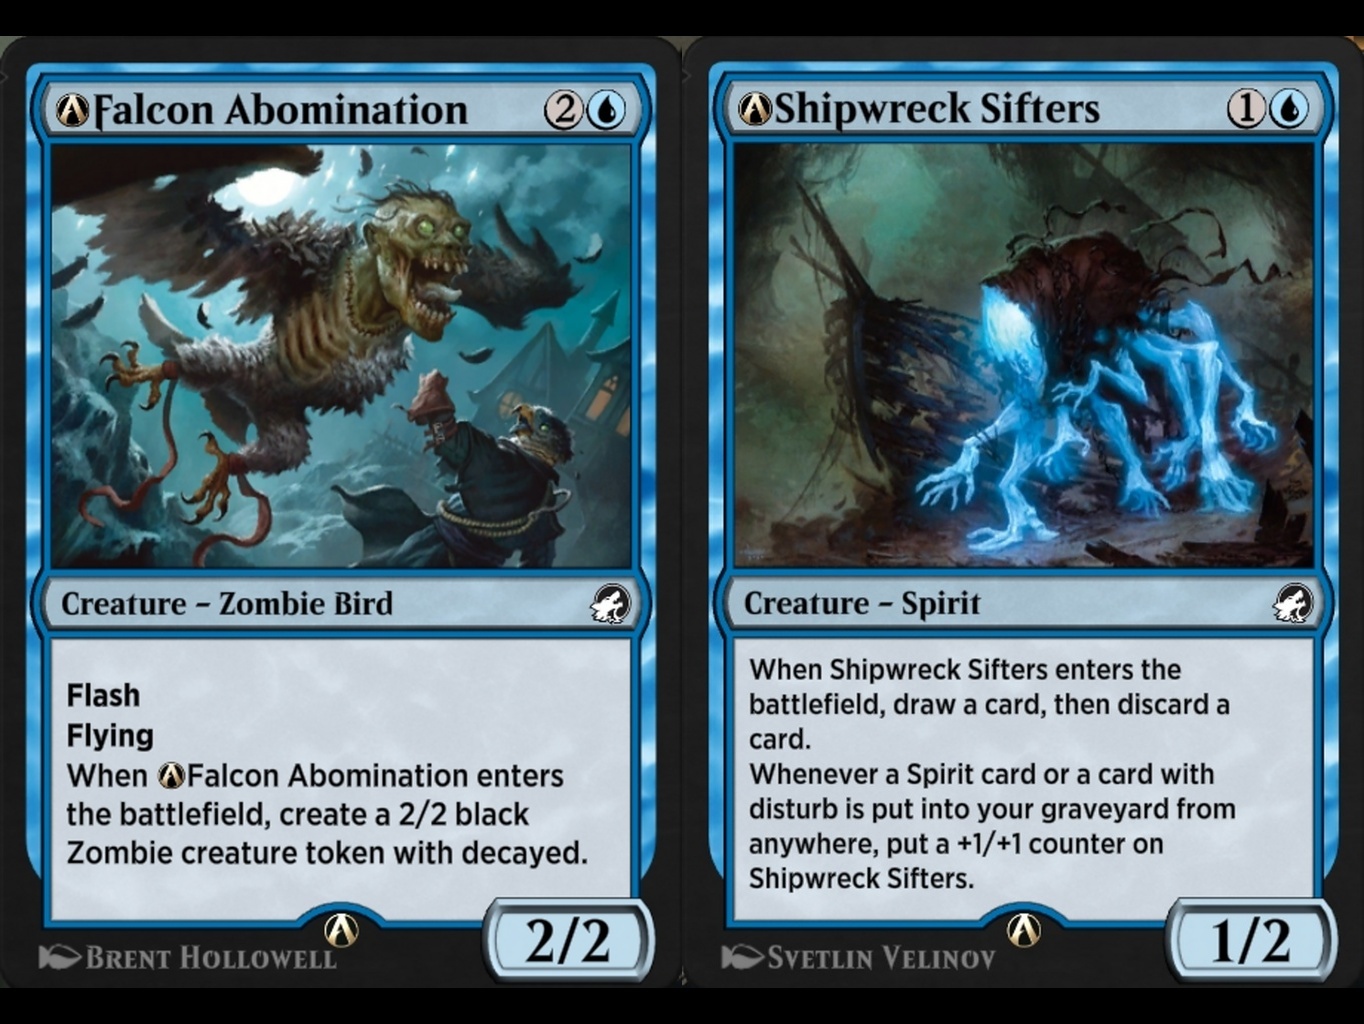 Falcon Abomination 2
Creature – Zombie Bird
Flash
Flying
When Falcon Abomination enters
the battlefield, create a 2/2 black
Zombie creature token with decayed.
2/2
BRENT HOLLOWELL
Shipwreck Sifters 1
Creature – Spirit
When Shipwreck Sifters enters the
battlefield, draw a card, then discard a
card.
Whenever a Spirit card or a card with
disturb is put into your graveyard from
anywhere, put a +1/+1 counter on
Shipwreck Sifters.
1/2
SVETLIN VELINOV